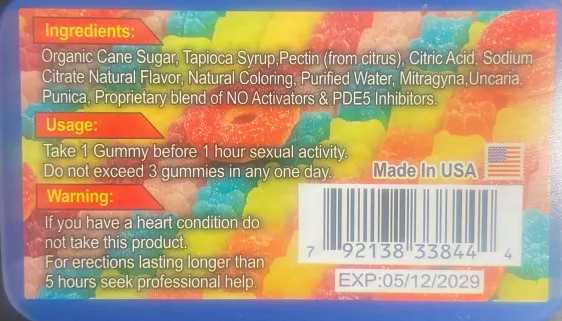 Ingredients:
Organic Cane Sugar, Tapioca Syrup,Pectin (from citrus), Citric Acid, Sodium
Citrate Natural Flavor, Natural Coloring, Purified Water, Mitragyna,Uncaria,
Punica, Proprietary blend of NO Activators & PDE5 Inhibitors.
Usage:
Take 1 Gummy before 1 hour sexual activity.
Do not exceed 3 gummies in any one day.
Made In USA
Warning:
If you have a heart condition do
not take this product.
For erections lasting longer than
5 hours seek professional help.
7 92138 33844 4
EXP:05/12/2029